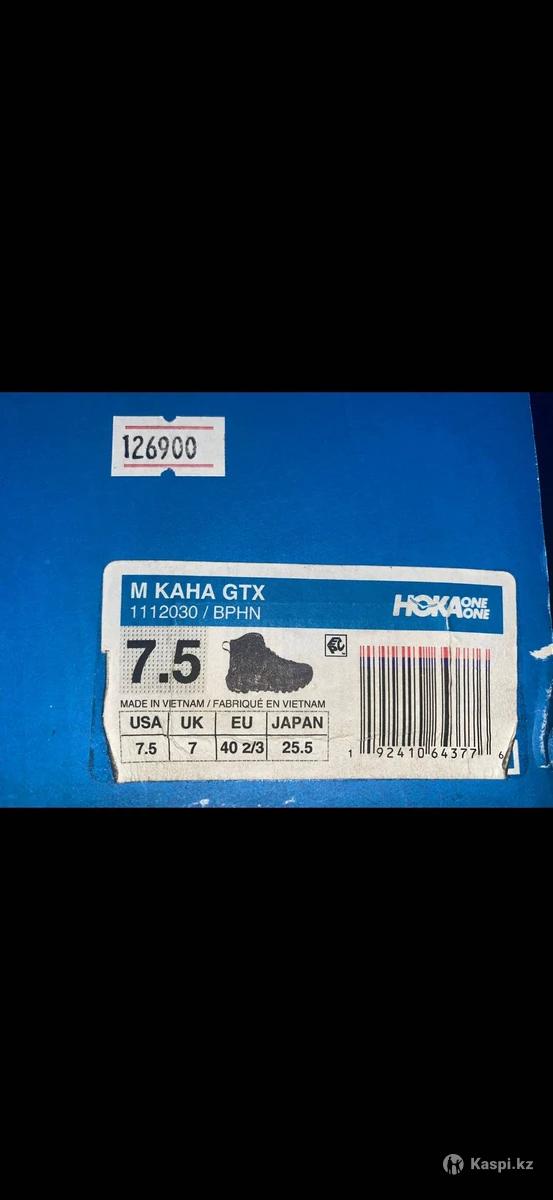 126900
M KAHA GTX
1112030 / BPHN
HOKA ONE ONE
7.5
MADE IN VIETNAM / FABRIQUÉ EN VIETNAM
USA UK EU JAPAN
7.5 7 40 2/3 25.5
1 92410 64377 6
Kaspi.kz